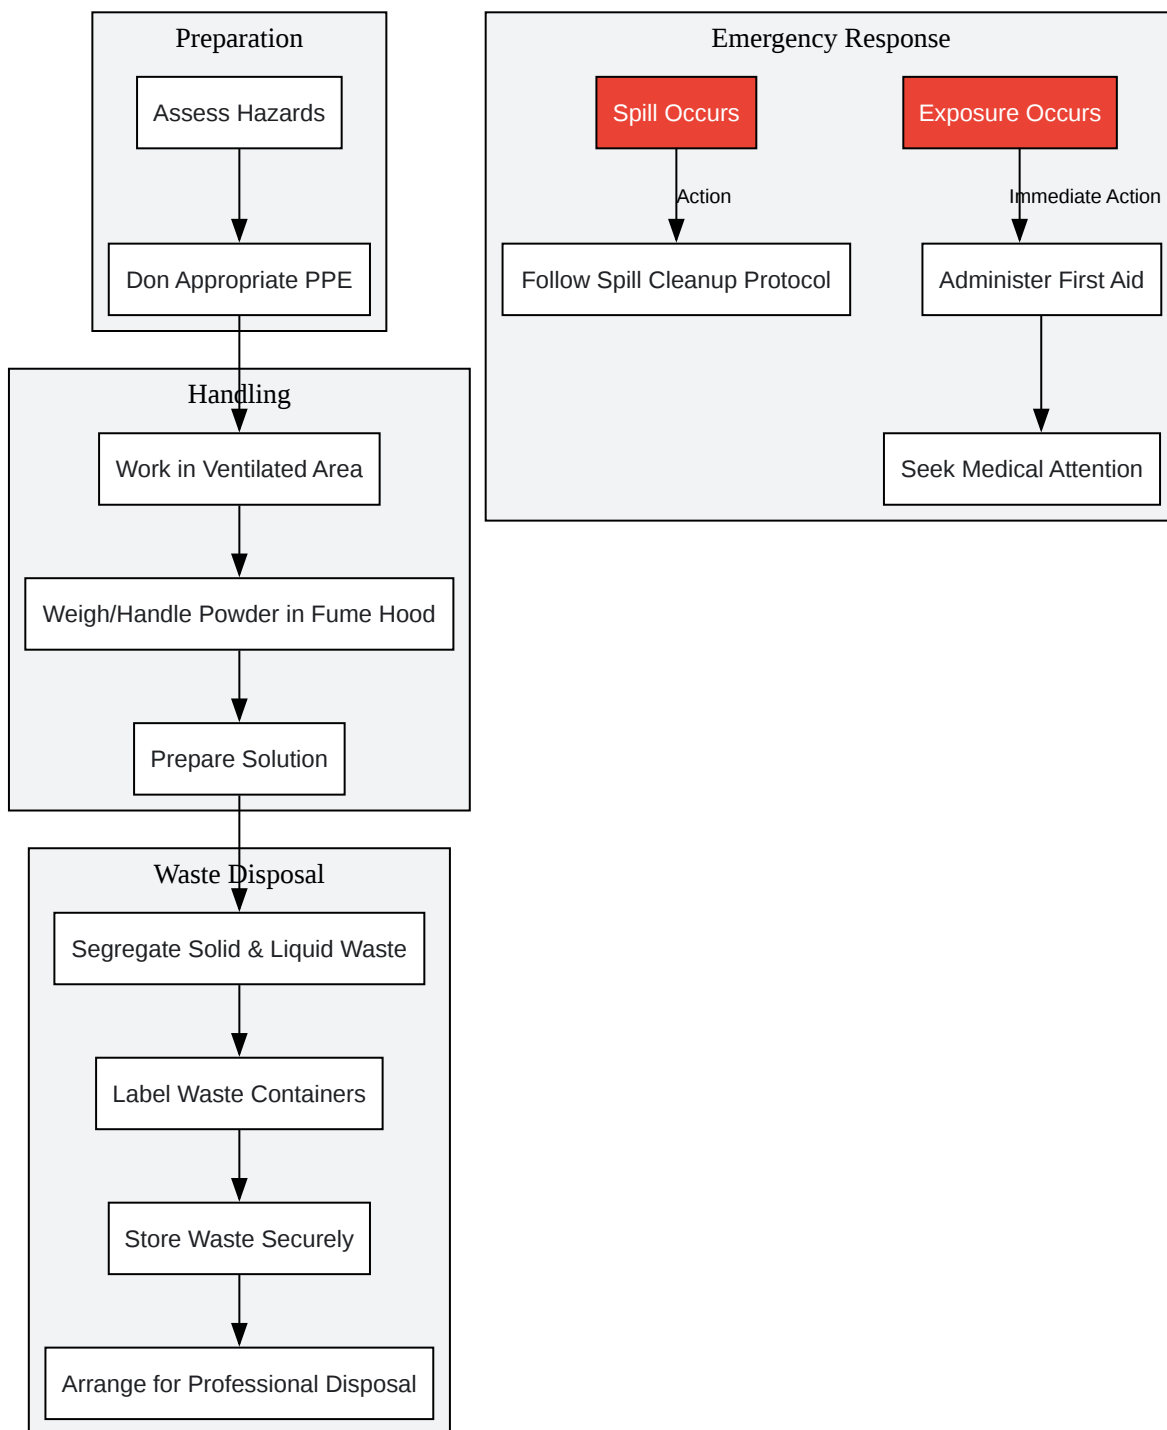 Preparation
Assess Hazards
Don Appropriate PPE
Handling
Work in Ventilated Area
Weigh/Handle Powder in Fume Hood
Prepare Solution
Waste Disposal
Segregate Solid & Liquid Waste
Label Waste Containers
Store Waste Securely
Arrange for Professional Disposal
Emergency Response
Spill Occurs
Action
Follow Spill Cleanup Protocol
Exposure Occurs
Immediate Action
Administer First Aid
Seek Medical Attention